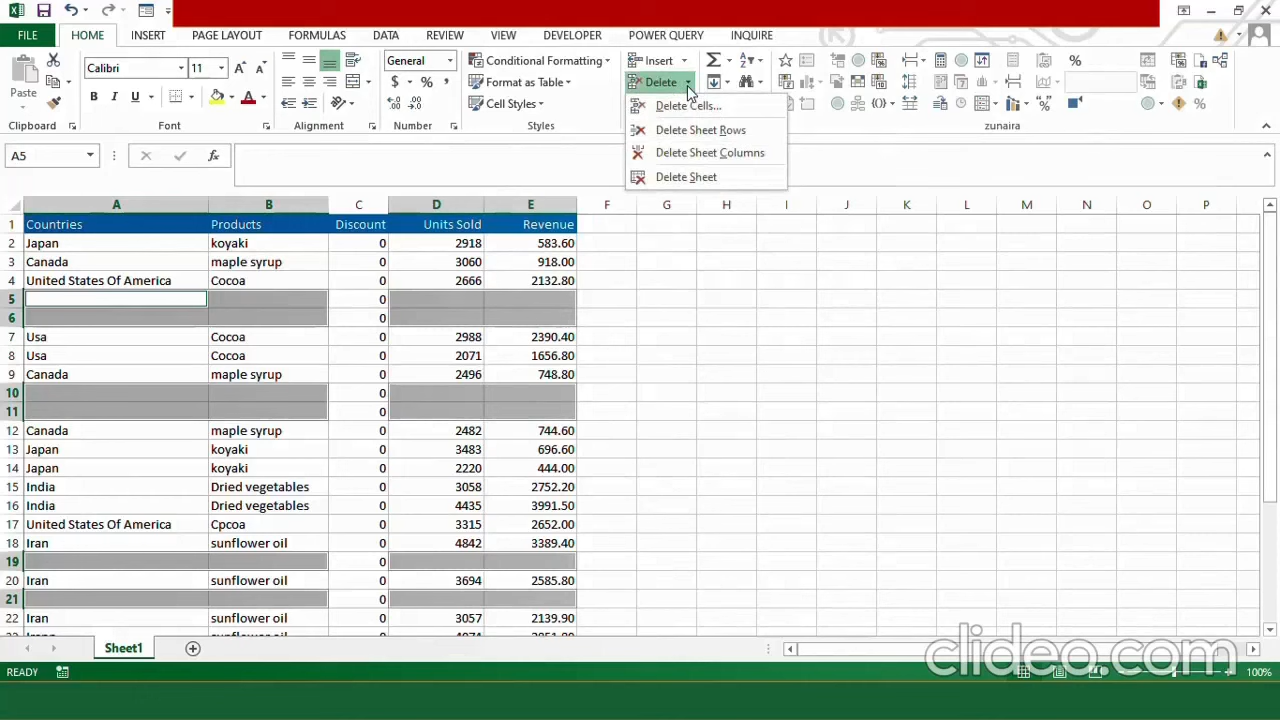 FILE HOME INSERT PAGE LAYOUT FORMULAS DATA REVIEW VIEW DEVELOPER POWER QUERY INQUIRE
Paste
Calibri 11
B I U
General
$ % ,
Conditional Formatting
Format as Table
Cell Styles
Insert
Delete
Clipboard Font Alignment Number Styles zunaira
Delete Cells...
Delete Sheet Rows
Delete Sheet Columns
Delete Sheet
A5 fx
A B C D E F G H I J K L M N O P
1 Countries Products Discount Units Sold Revenue
2 Japan koyaki 0 2918 583.60
3 Canada maple syrup 0 3060 918.00
4 United States Of America Cocoa 0 2666 2132.80
5 0
6 0
7 Usa Cocoa 0 2988 2390.40
8 Usa Cocoa 0 2071 1656.80
9 Canada maple syrup 0 2496 748.80
10 0
11 0
12 Canada maple syrup 0 2482 744.60
13 Japan koyaki 0 3483 696.60
14 Japan koyaki 0 2220 444.00
15 India Dried vegetables 0 3058 2752.20
16 India Dried vegetables 0 4435 3991.50
17 United States Of America Cpcoa 0 3315 2652.00
18 Iran sunflower oil 0 4842 3389.40
19 0
20 Iran sunflower oil 0 3694 2585.80
21 0
22 Iran sunflower oil 0 3057 2139.90
Sheet1
clideo.com
READY 100%